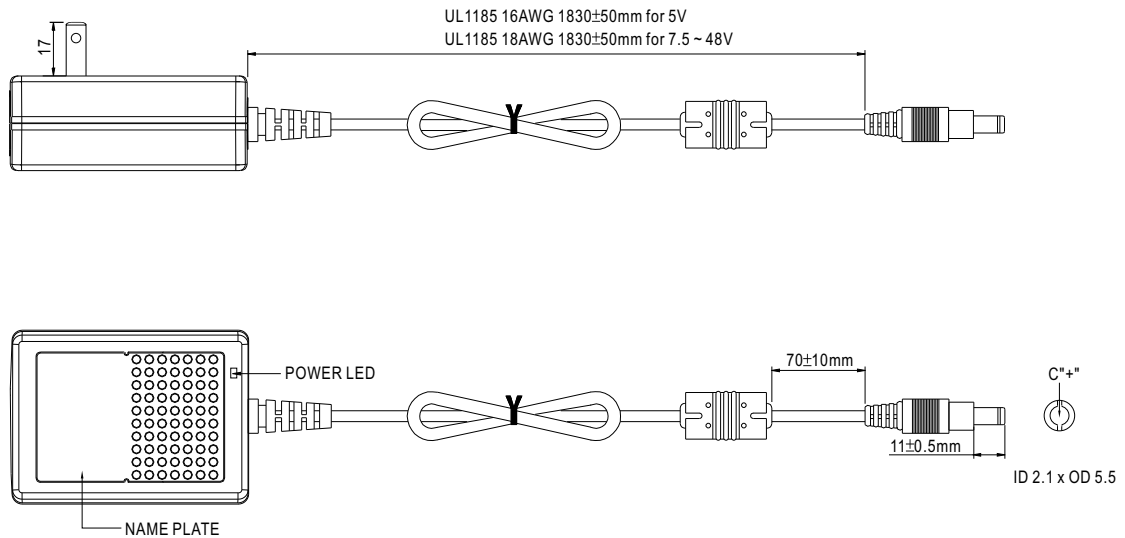 UL1185 16AWG 1830±50mm for 5V
UL1185 18AWG 1830±50mm for 7.5 ~ 48V
17
POWER LED
70±10mm
C"+"
11±0.5mm
ID 2.1 x OD 5.5
NAME PLATE